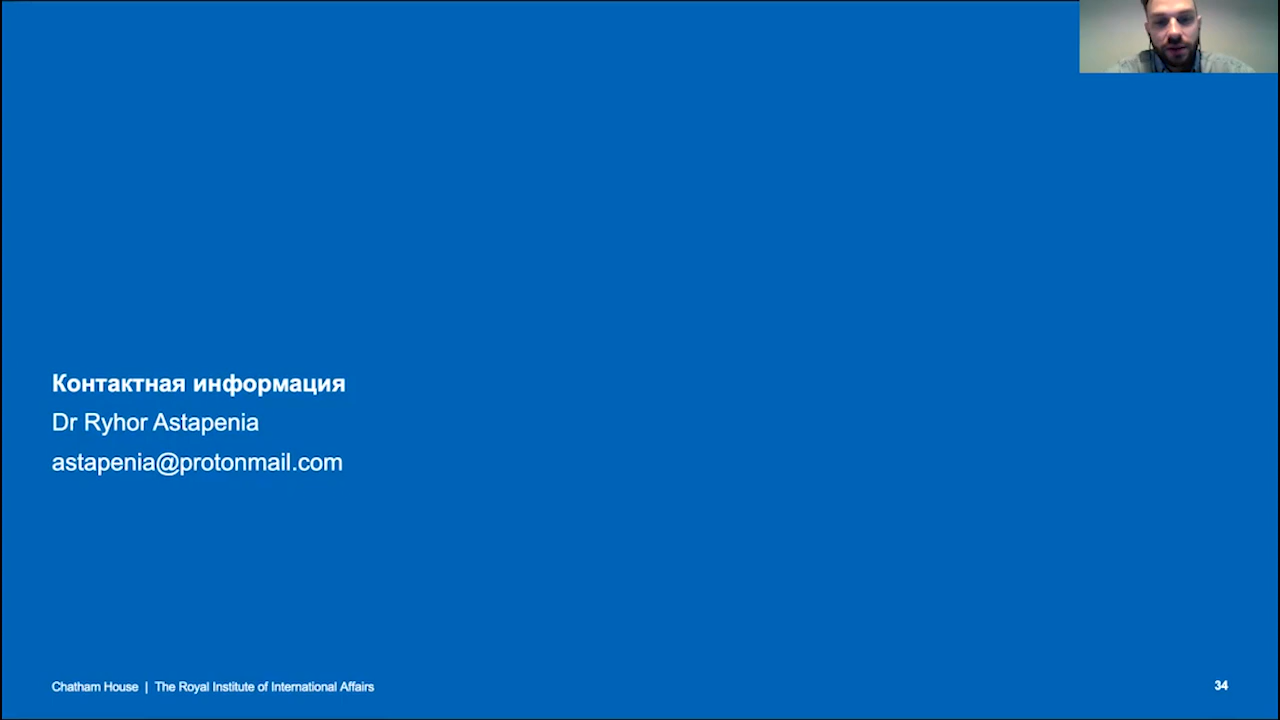 Контактная информация
Dr Ryhor Astapenia
astapenia@protonmail.com
Chatham House | The Royal Institute of International Affairs
34